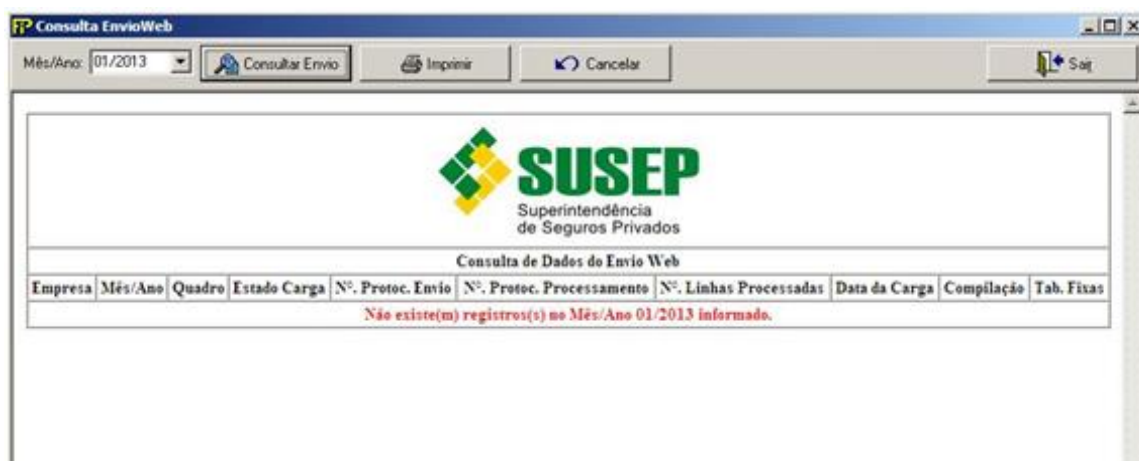 FIP Consulta EnvioWeb
Mês/Ano: 01/2013 Consultar Envio Imprimir Cancelar Sair
SUSEP
Superintendência
de Seguros Privados
Consulta de Dados do Envio Web
Empresa Mês/Ano Quadro Estado Carga Nº. Protoc. Envio Nº. Protoc. Processamento Nº. Linhas Processadas Data da Carga Compilação Tab. Fixas
Não existe(m) registros(s) no Mês/Ano 01/2013 informado.